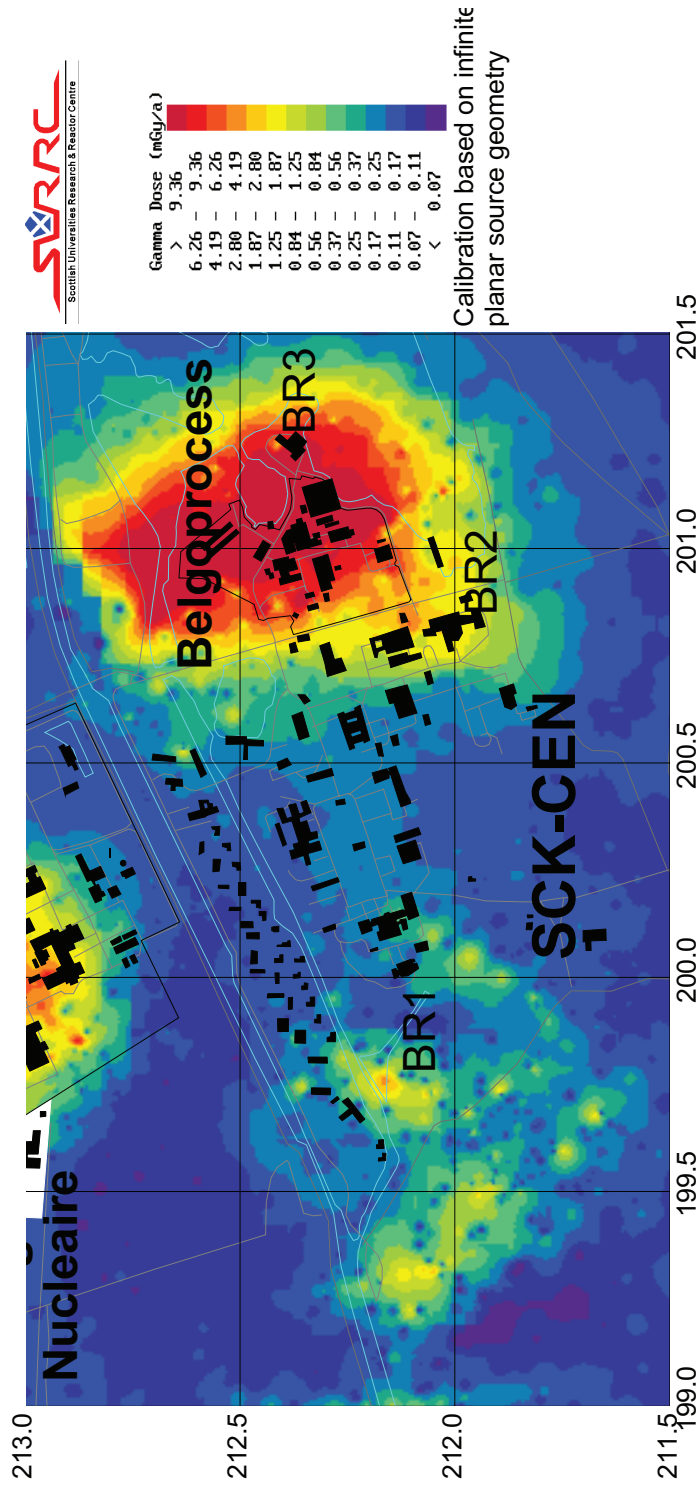 SURRC
Scottish Universities Research & Reactor Centre
Gamma Dose (mGy/a)
> 9.36
6.26 - 9.36
4.19 - 6.26
2.80 - 4.19
1.87 - 2.80
1.25 - 1.87
0.84 - 1.25
0.56 - 0.84
0.37 - 0.56
0.25 - 0.37
0.17 - 0.25
0.11 - 0.17
0.07 - 0.11
< 0.07
Calibration based on infinite
planar source geometry
213.0
212.5
212.0
211.5
199.0
199.5
200.0
200.5
201.0
201.5
Nucleaire
Belgoprocess
BR3
BR2
BR1
SCK-CEN